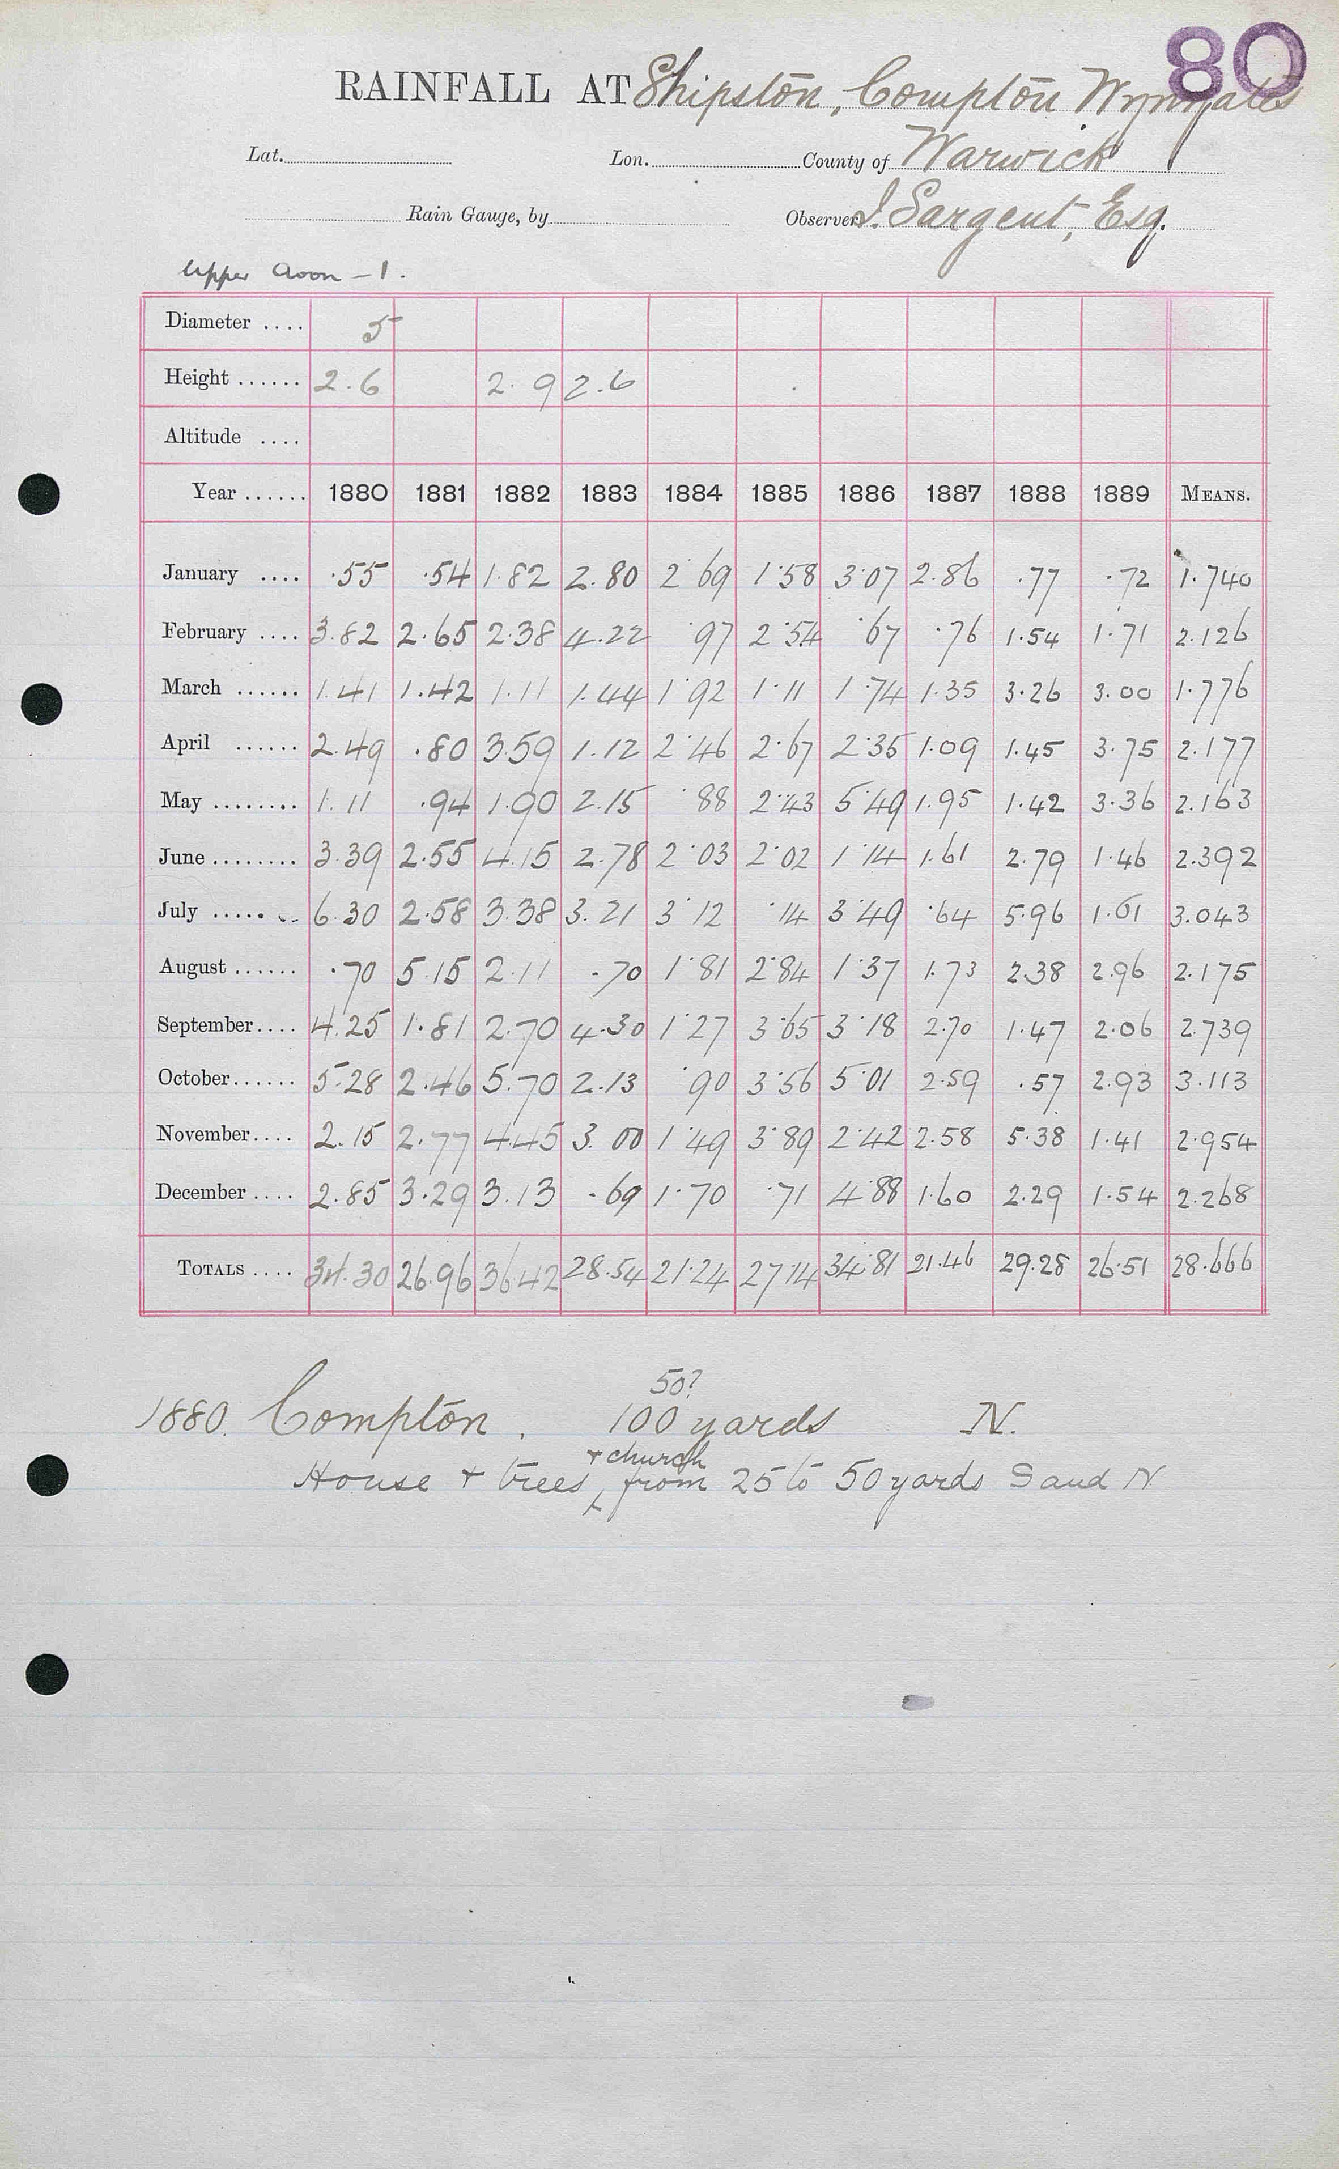 80
RAINFALL AT Shipston, Compton Wynyates
Lat. Lon. County of Warwick
Rain Gauge, by Observer J. Sargent, Esq.
Upper Avon - 1.
Diameter .... 5
Height ...... 2.6 2.9 2.6
Altitude ....
Year ...... 1880 1881 1882 1883 1884 1885 1886 1887 1888 1889 MEANS.
January .... .55 .54 1.82 2.80 2.69 1.58 3.07 2.86 .77 .72 1.740
February .... 3.82 2.65 2.38 4.22 .97 2.54 .67 .76 1.54 1.71 2.126
March ...... 1.41 1.42 1.11 1.44 1.92 1.11 1.74 1.35 3.26 3.00 1.776
April ...... 2.49 .80 3.59 1.12 2.46 2.67 2.35 1.09 1.45 3.75 2.177
May ........ 1.11 .94 1.90 2.15 .88 2.43 5.49 1.95 1.42 3.36 2.163
June ........ 3.39 2.55 4.15 2.78 2.03 2.02 1.14 1.61 2.79 1.46 2.392
July ..... 6.30 2.58 3.38 3.21 3.12 .14 3.49 .64 5.96 1.61 3.043
August ...... .70 5.15 2.11 .70 1.81 2.84 1.37 1.73 2.38 2.96 2.175
September.... 4.25 1.81 2.70 4.30 1.27 3.65 3.18 2.70 1.47 2.06 2.739
October...... 5.28 2.46 5.70 2.13 .90 3.56 5.01 2.59 .57 2.93 3.113
November.... 2.15 2.77 4.45 3.00 1.49 3.89 2.42 2.58 5.38 1.41 2.954
December .... 2.85 3.29 3.13 .69 1.70 .71 4.88 1.60 2.29 1.54 2.268
TOTALS .... 34.30 26.96 36.42 28.54 21.24 27.14 34.81 21.46 29.28 26.51 28.666
50?
1880. Compton. 100 yards N.
+ church
House + trees from 25 to 50 yards S and N